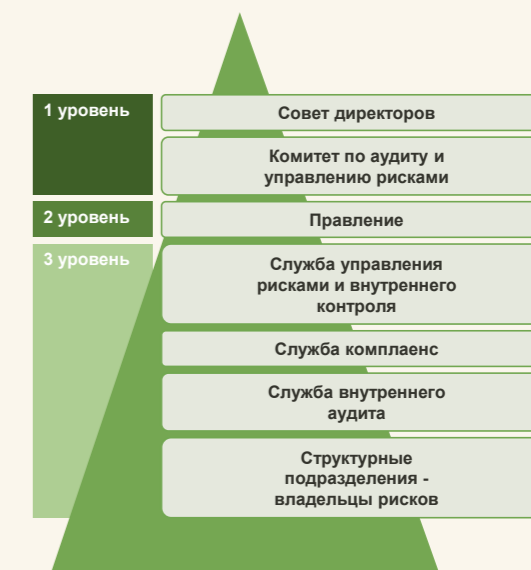 1 уровень
Совет директоров
Комитет по аудиту и
управлению рисками
2 уровень
Правление
3 уровень
Служба управления
рисками и внутреннего
контроля
Служба комплаенс
Служба внутреннего
аудита
Структурные
подразделения -
владельцы рисков